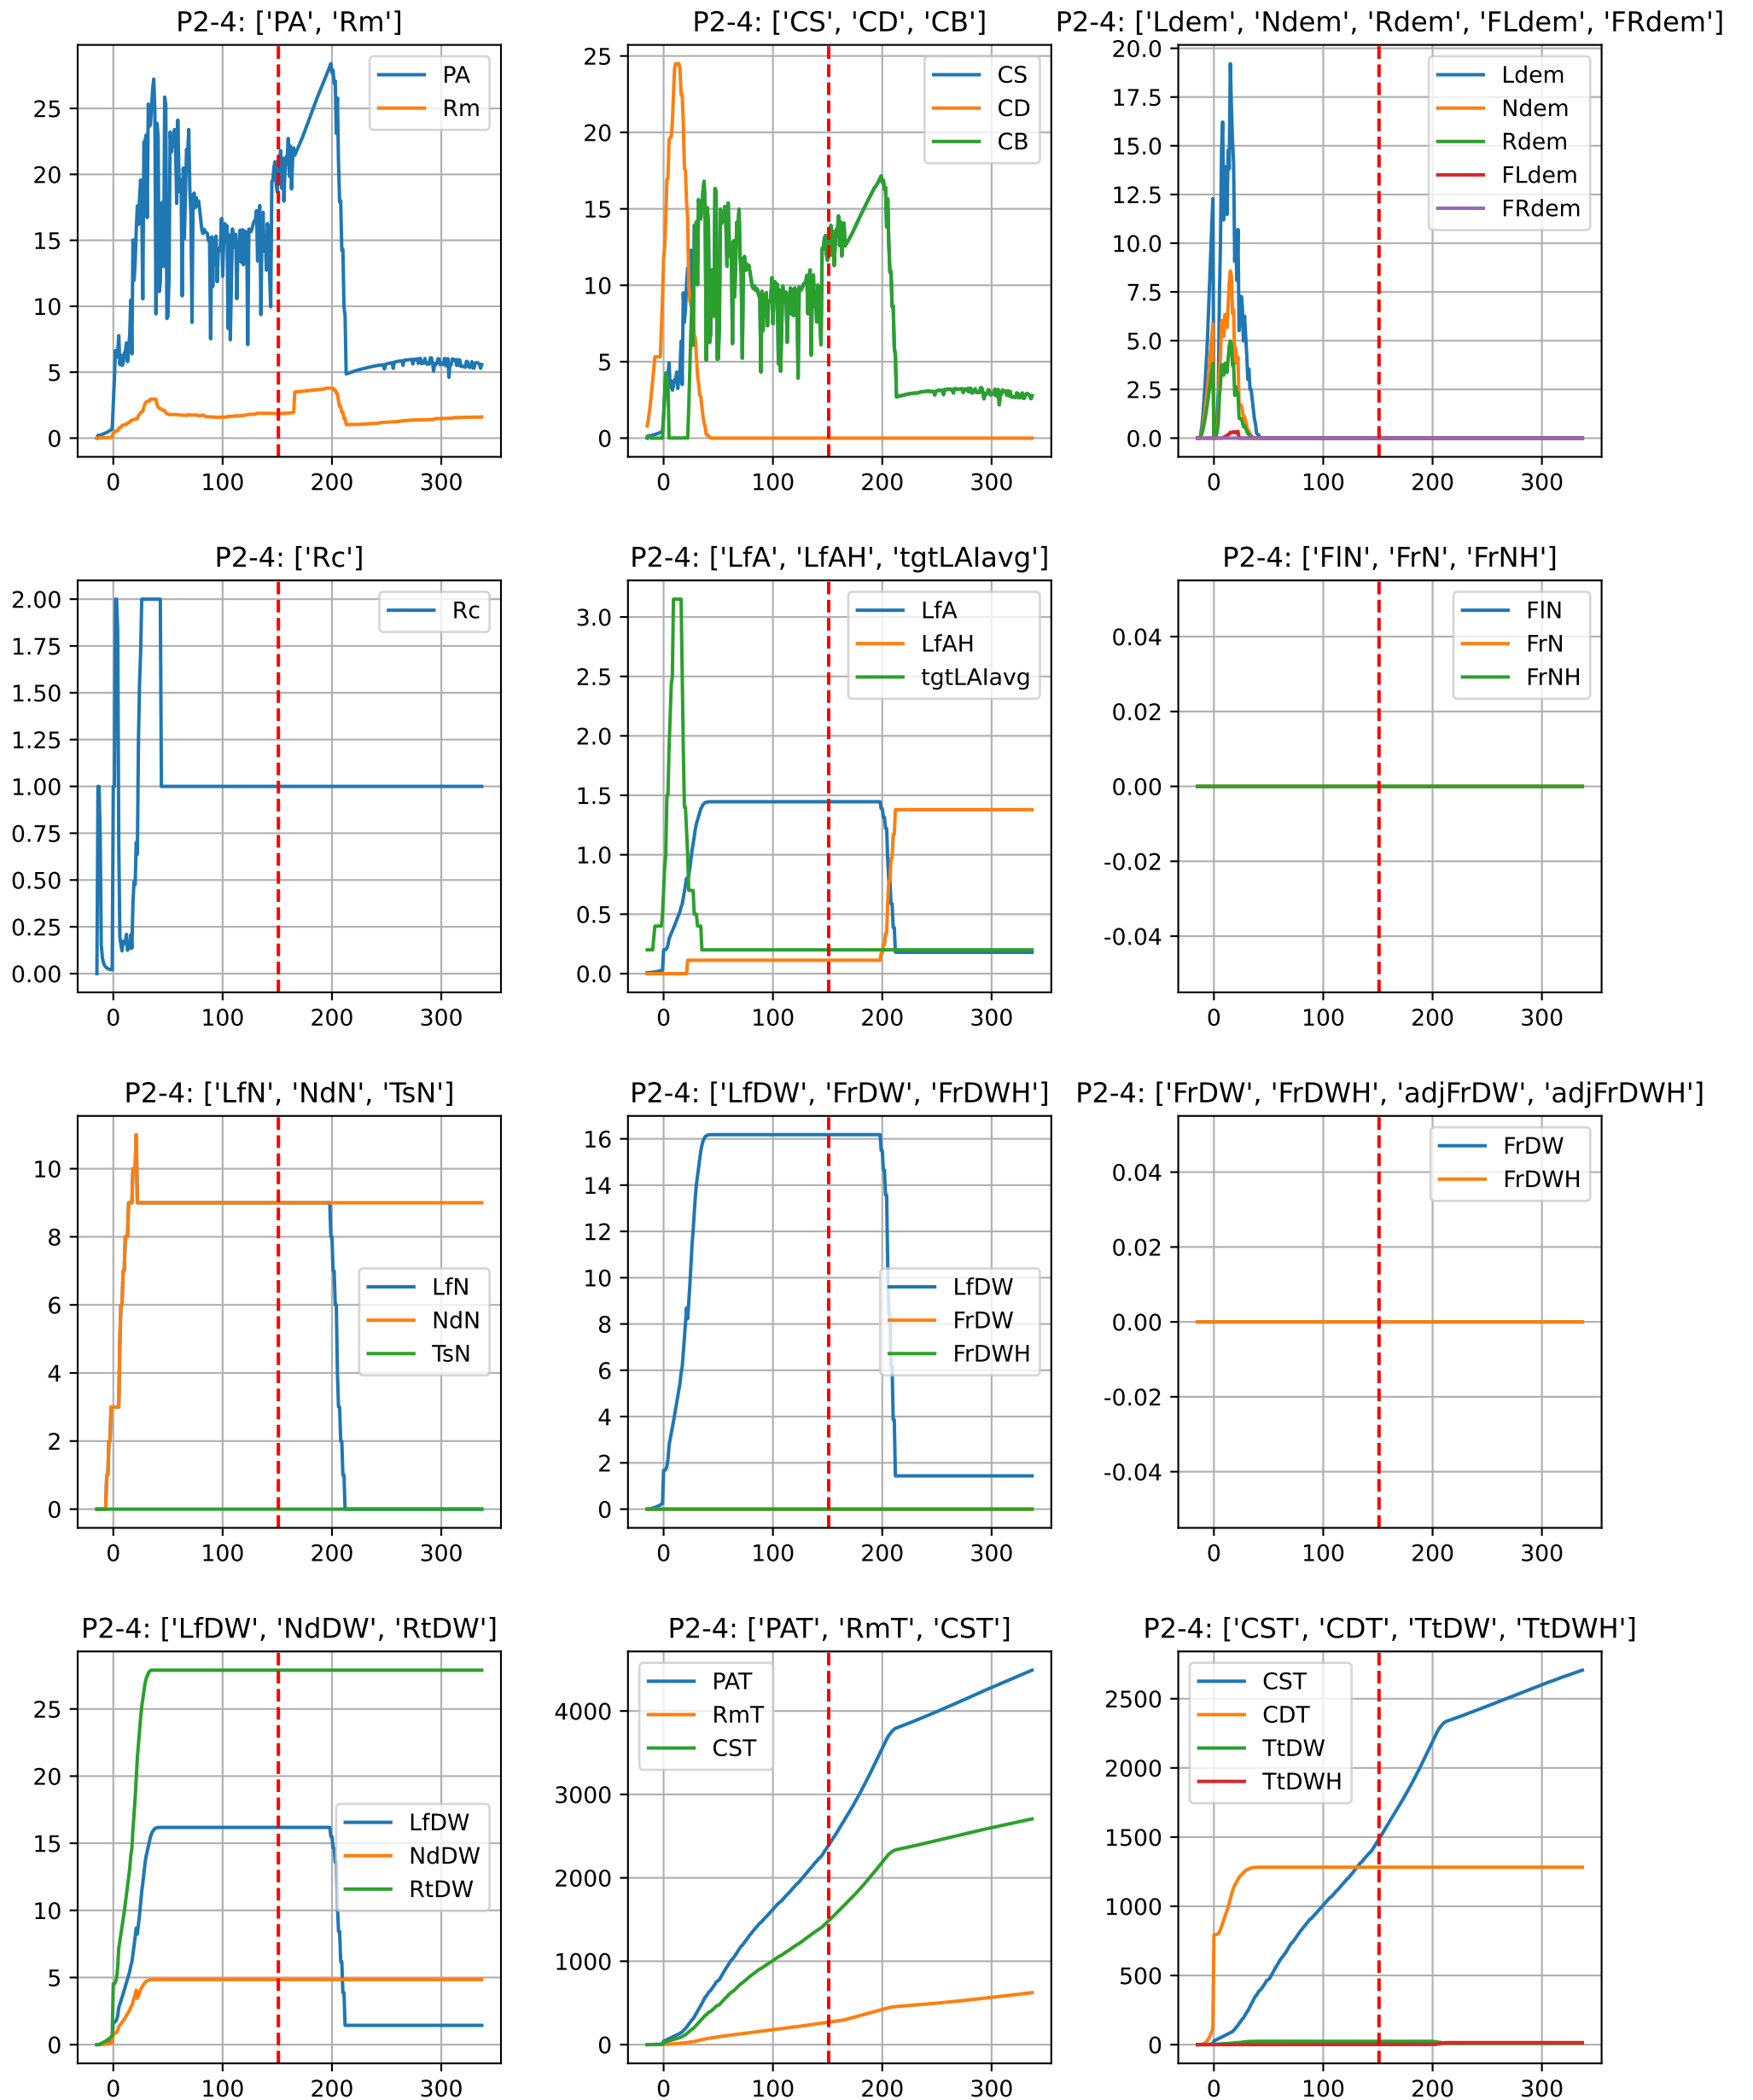 P2-4: ['PA', 'Rm']
25
20
15
10
5
0
PA
Rm
0 100 200 300
P2-4: ['CS', 'CD', 'CB']
25
20
15
10
5
0
CS
CD
CB
0 100 200 300
P2-4: ['Ldem', 'Ndem', 'Rdem', 'FLdem', 'FRdem']
20.0
17.5
15.0
12.5
10.0
7.5
5.0
2.5
0.0
Ldem
Ndem
Rdem
FLdem
FRdem
0 100 200 300
P2-4: ['Rc']
2.00
1.75
1.50
1.25
1.00
0.75
0.50
0.25
0.00
Rc
0 100 200 300
P2-4: ['LfA', 'LfAH', 'tgtLAIavg']
3.0
2.5
2.0
1.5
1.0
0.5
0.0
LfA
LfAH
tgtLAIavg
0 100 200 300
P2-4: ['FlN', 'FrN', 'FrNH']
0.04
0.02
0.00
-0.02
-0.04
FlN
FrN
FrNH
0 100 200 300
P2-4: ['LfN', 'NdN', 'TsN']
10
8
6
4
2
0
LfN
NdN
TsN
0 100 200 300
P2-4: ['LfDW', 'FrDW', 'FrDWH']
16
14
12
10
8
6
4
2
0
LfDW
FrDW
FrDWH
0 100 200 300
P2-4: ['FrDW', 'FrDWH', 'adjFrDW', 'adjFrDWH']
0.04
0.02
0.00
-0.02
-0.04
FrDW
FrDWH
0 100 200 300
P2-4: ['LfDW', 'NdDW', 'RtDW']
25
20
15
10
5
0
LfDW
NdDW
RtDW
0 100 200 300
P2-4: ['PAT', 'RmT', 'CST']
4000
3000
2000
1000
0
PAT
RmT
CST
0 100 200 300
P2-4: ['CST', 'CDT', 'TtDW', 'TtDWH']
2500
2000
1500
1000
500
0
CST
CDT
TtDW
TtDWH
0 100 200 300